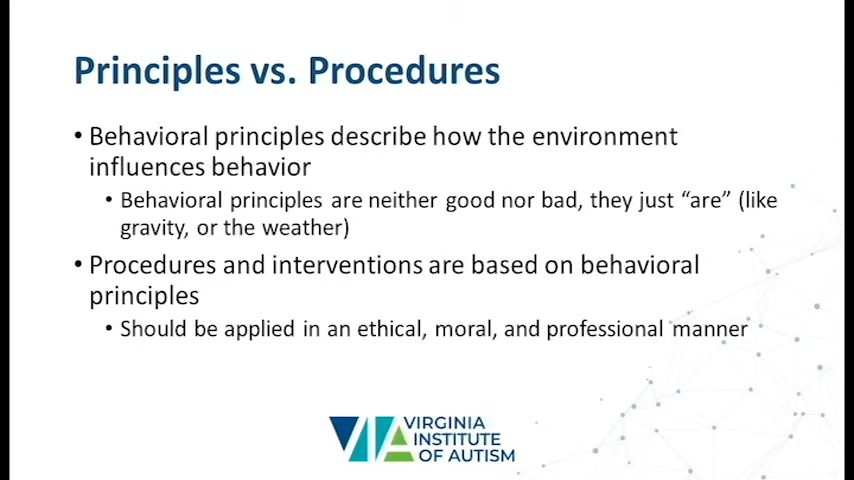 Principles vs. Procedures
• Behavioral principles describe how the environment
influences behavior
• Behavioral principles are neither good nor bad, they just “are” (like
gravity, or the weather)
• Procedures and interventions are based on behavioral
principles
• Should be applied in an ethical, moral, and professional manner
VIA VIRGINIA
INSTITUTE
OF AUTISM